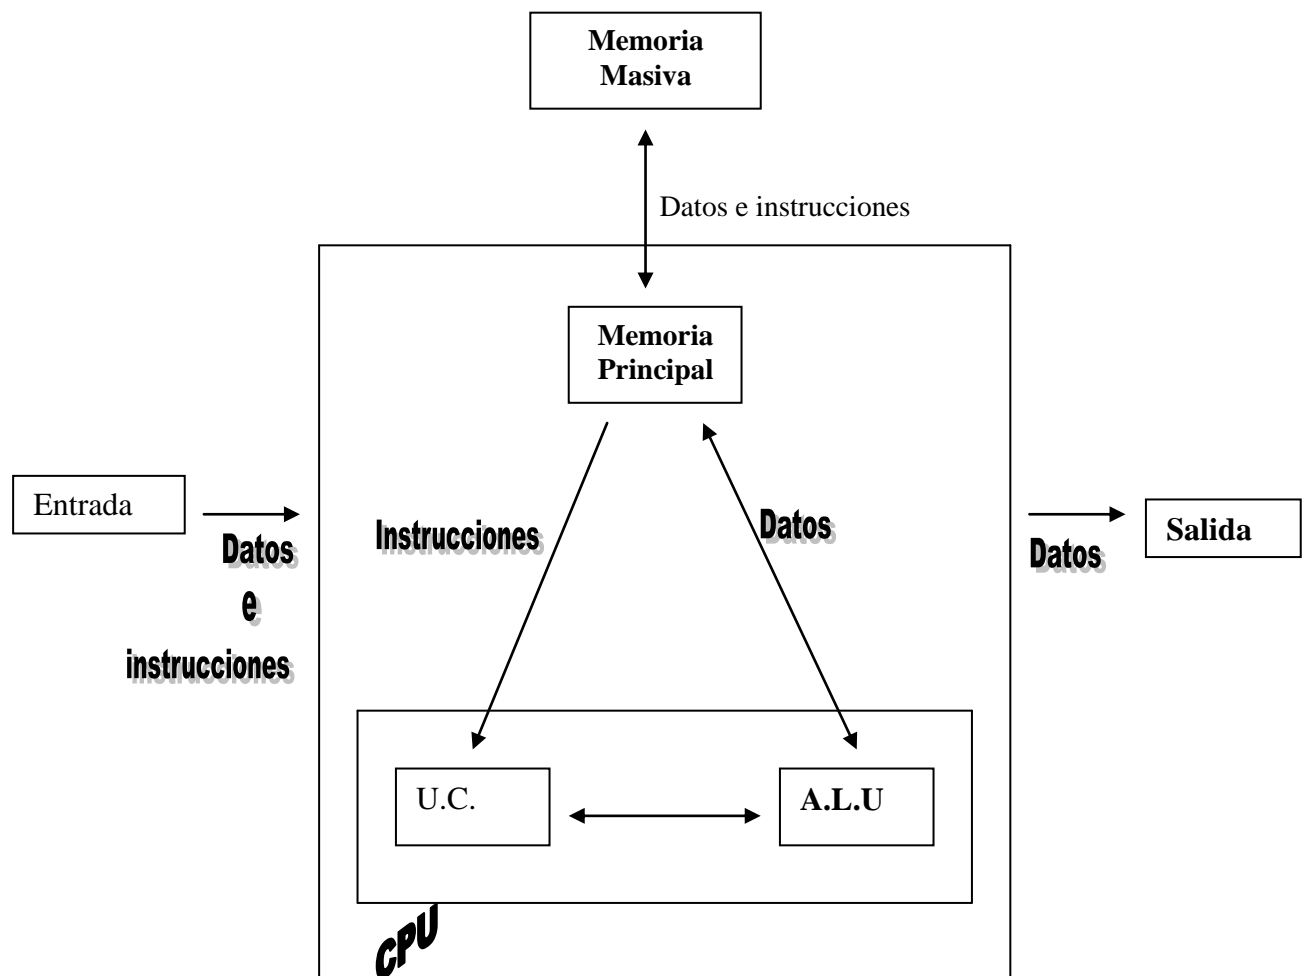 Memoria
Masiva
Datos e instrucciones
Memoria
Principal
Entrada
Datos
e
instrucciones
Instrucciones
Datos
Salida
Datos
U.C.
A.L.U
CPU